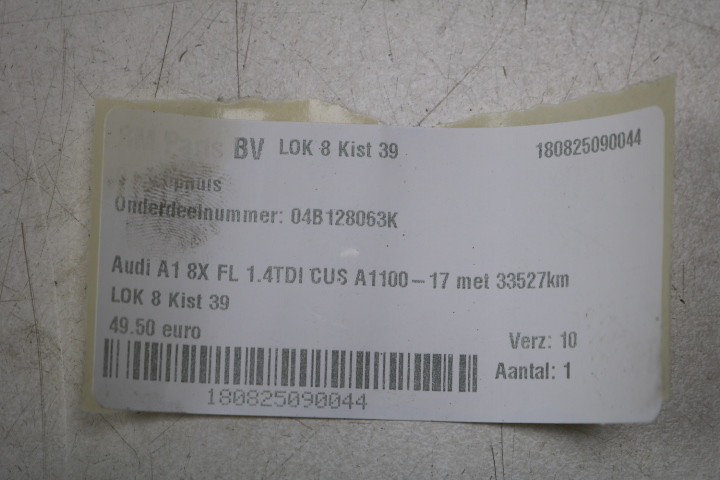 BV LOK 8 Kist 39 180825090044
Onderdeelnummer: 04B128063K
Audi A1 8X FL 1.4TDI CUS A1100-17 met 33527km
LOK 8 Kist 39
49.50 euro
Verz: 10
Aantal: 1
180825090044